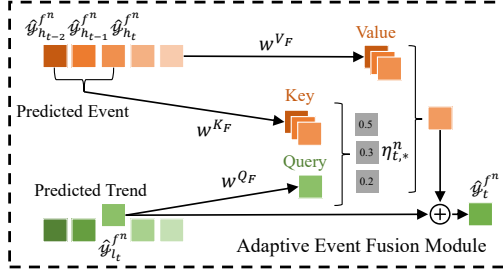 ŷ^{f^n}_{h_{t-2}} ŷ^{f^n}_{h_{t-1}} ŷ^{f^n}_{h_t}
Value
w^{V_F}
Predicted Event
Key
w^{K_F}
0.5
0.3
0.2
η^n_{t,*}
Query
w^{Q_F}
Predicted Trend
ŷ^{f^n}_{l_t}
ŷ^{f^n}_t
+
Adaptive Event Fusion Module